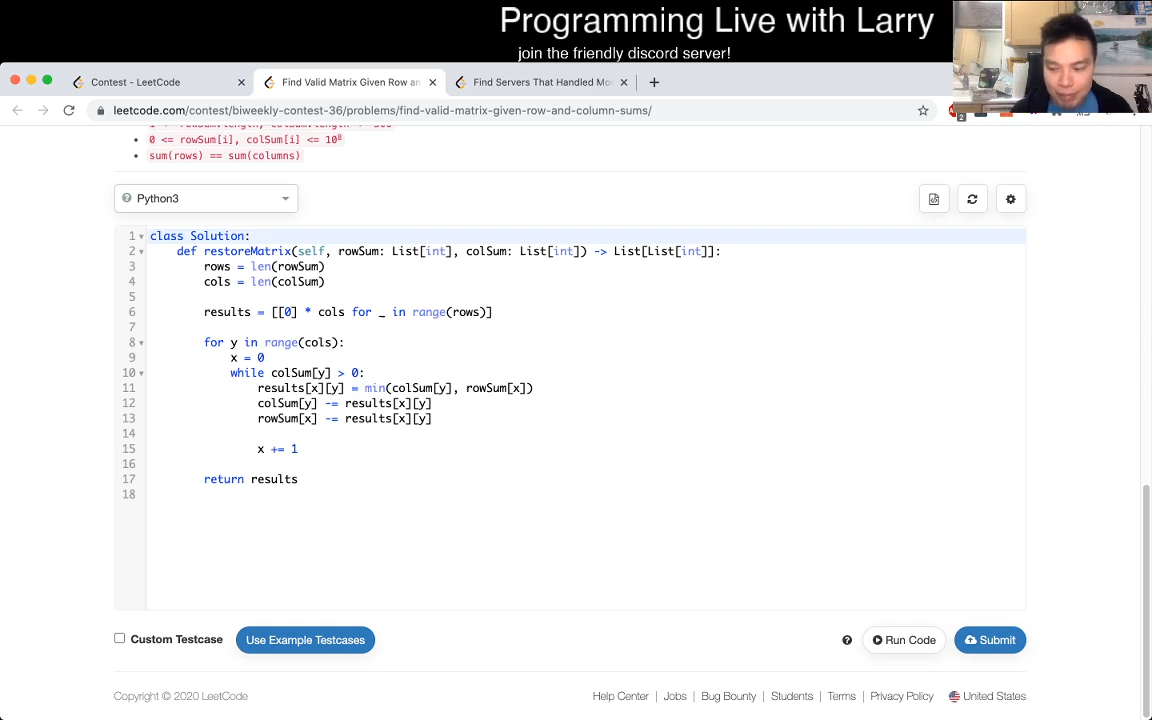 Programming Live with Larry
join the friendly discord server!
Contest - LeetCode
Find Valid Matrix Given Row an
Find Servers That Handled Mo
leetcode.com/contest/biweekly-contest-36/problems/find-valid-matrix-given-row-and-column-sums/
2
0 <= rowSum[i], colSum[i] <= 10⁸
sum(rows) == sum(columns)
Python3
1 class Solution:
2 def restoreMatrix(self, rowSum: List[int], colSum: List[int]) -> List[List[int]]:
3 rows = len(rowSum)
4 cols = len(colSum)
5
6 results = [[0] * cols for _ in range(rows)]
7
8 for y in range(cols):
9 x = 0
10 while colSum[y] > 0:
11 results[x][y] = min(colSum[y], rowSum[x])
12 colSum[y] -= results[x][y]
13 rowSum[x] -= results[x][y]
14
15 x += 1
16
17 return results
18
Custom Testcase
Use Example Testcases
Run Code
Submit
Copyright © 2020 LeetCode
Help Center | Jobs | Bug Bounty | Students | Terms | Privacy Policy
United States